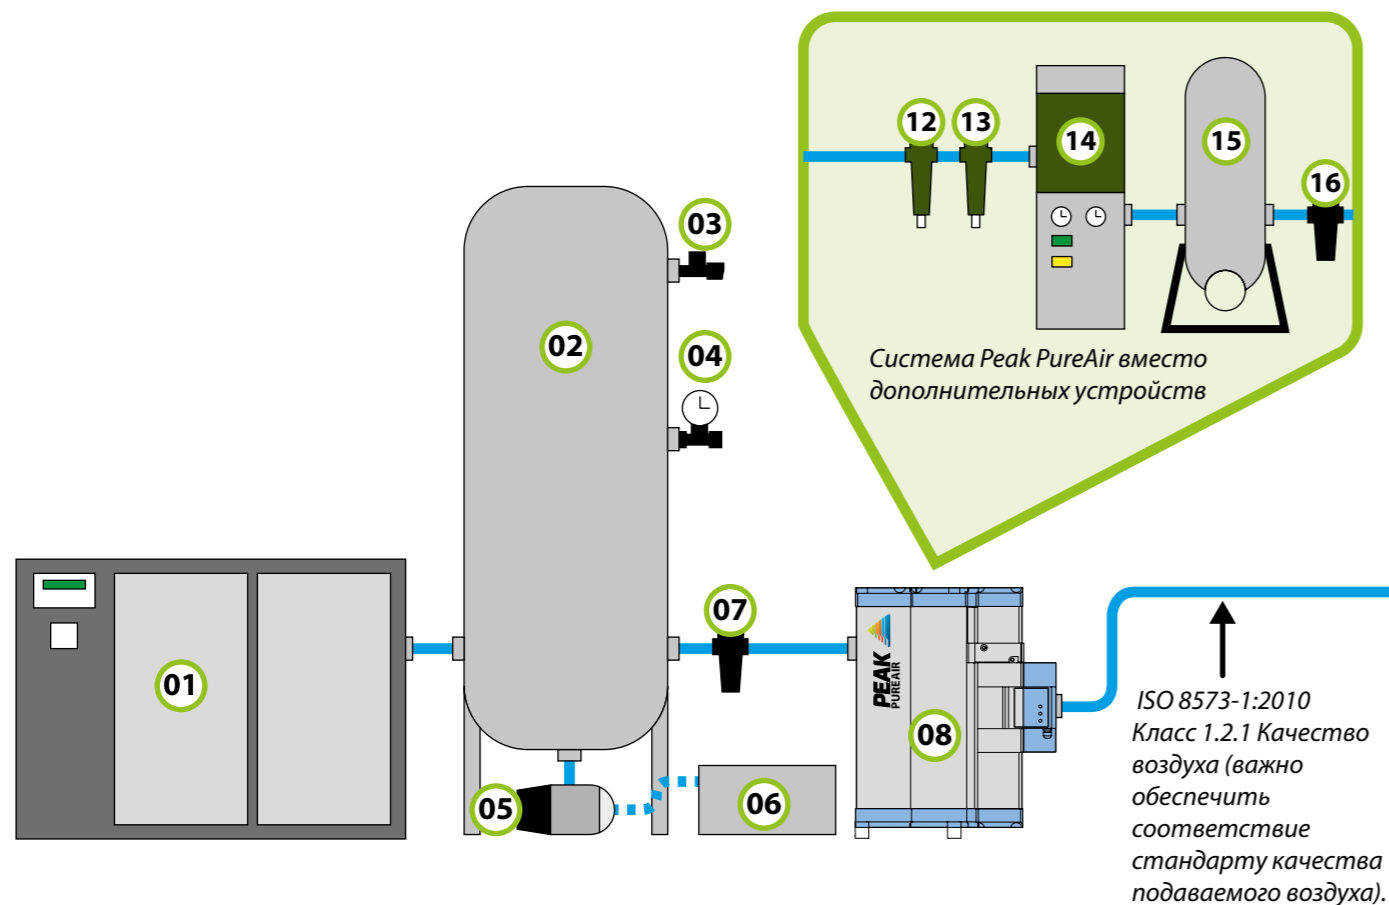 12
13
14
15
16
Система Peak PureAir вместо
дополнительных устройств
03
02
04
01
07
05
06
PEAK
PUREAIR
08
ISO 8573-1:2010
Класс 1.2.1 Качество
воздуха (важно
обеспечить
соответствие
стандарту качества
подаваемого воздуха).